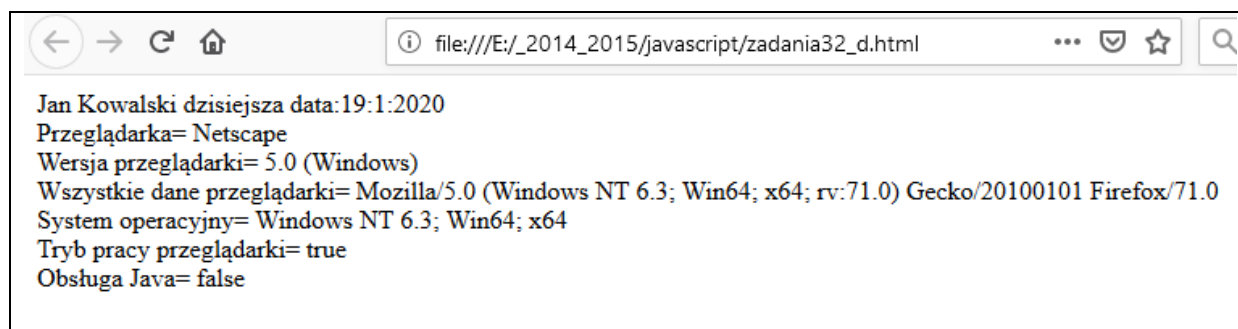 file:///E:/_2014_2015/javascript/zadania32_d.html
Jan Kowalski dzisiejsza data:19:1:2020
Przeglądarka= Netscape
Wersja przeglądarki= 5.0 (Windows)
Wszystkie dane przeglądarki= Mozilla/5.0 (Windows NT 6.3; Win64; x64; rv:71.0) Gecko/20100101 Firefox/71.0
System operacyjny= Windows NT 6.3; Win64; x64
Tryb pracy przeglądarki= true
Obsługa Java= false